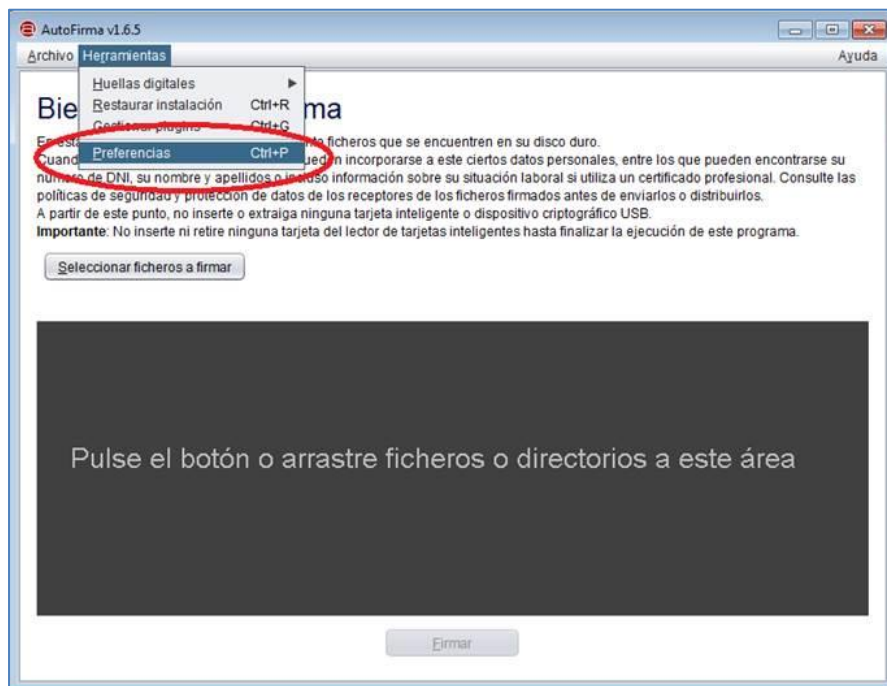 AutoFirma v1.6.5
Archivo Herramientas Ayuda
Huellas digitales
Restaurar instalación Ctrl+R
Gestionar plugins Ctrl+G
Preferencias Ctrl+P
Bie ma
En est ficheros que se encuentren en su disco duro.
Cuand ueden incorporarse a este ciertos datos personales, entre los que pueden encontrarse su
número de DNI, su nombre y apellidos o incluso información sobre su situación laboral si utiliza un certificado profesional. Consulte las
políticas de seguridad y protección de datos de los receptores de los ficheros firmados antes de enviarlos o distribuirlos.
A partir de este punto, no inserte o extraiga ninguna tarjeta inteligente o dispositivo criptográfico USB.
Importante: No inserte ni retire ninguna tarjeta del lector de tarjetas inteligentes hasta finalizar la ejecución de este programa.
Seleccionar ficheros a firmar
Pulse el botón o arrastre ficheros o directorios a este área
Firmar